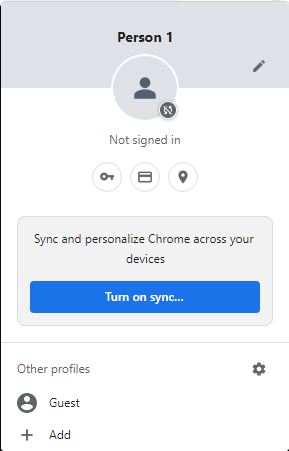 Person 1
Not signed in
Sync and personalize Chrome across your
devices
Turn on sync...
Other profiles
Guest
Add